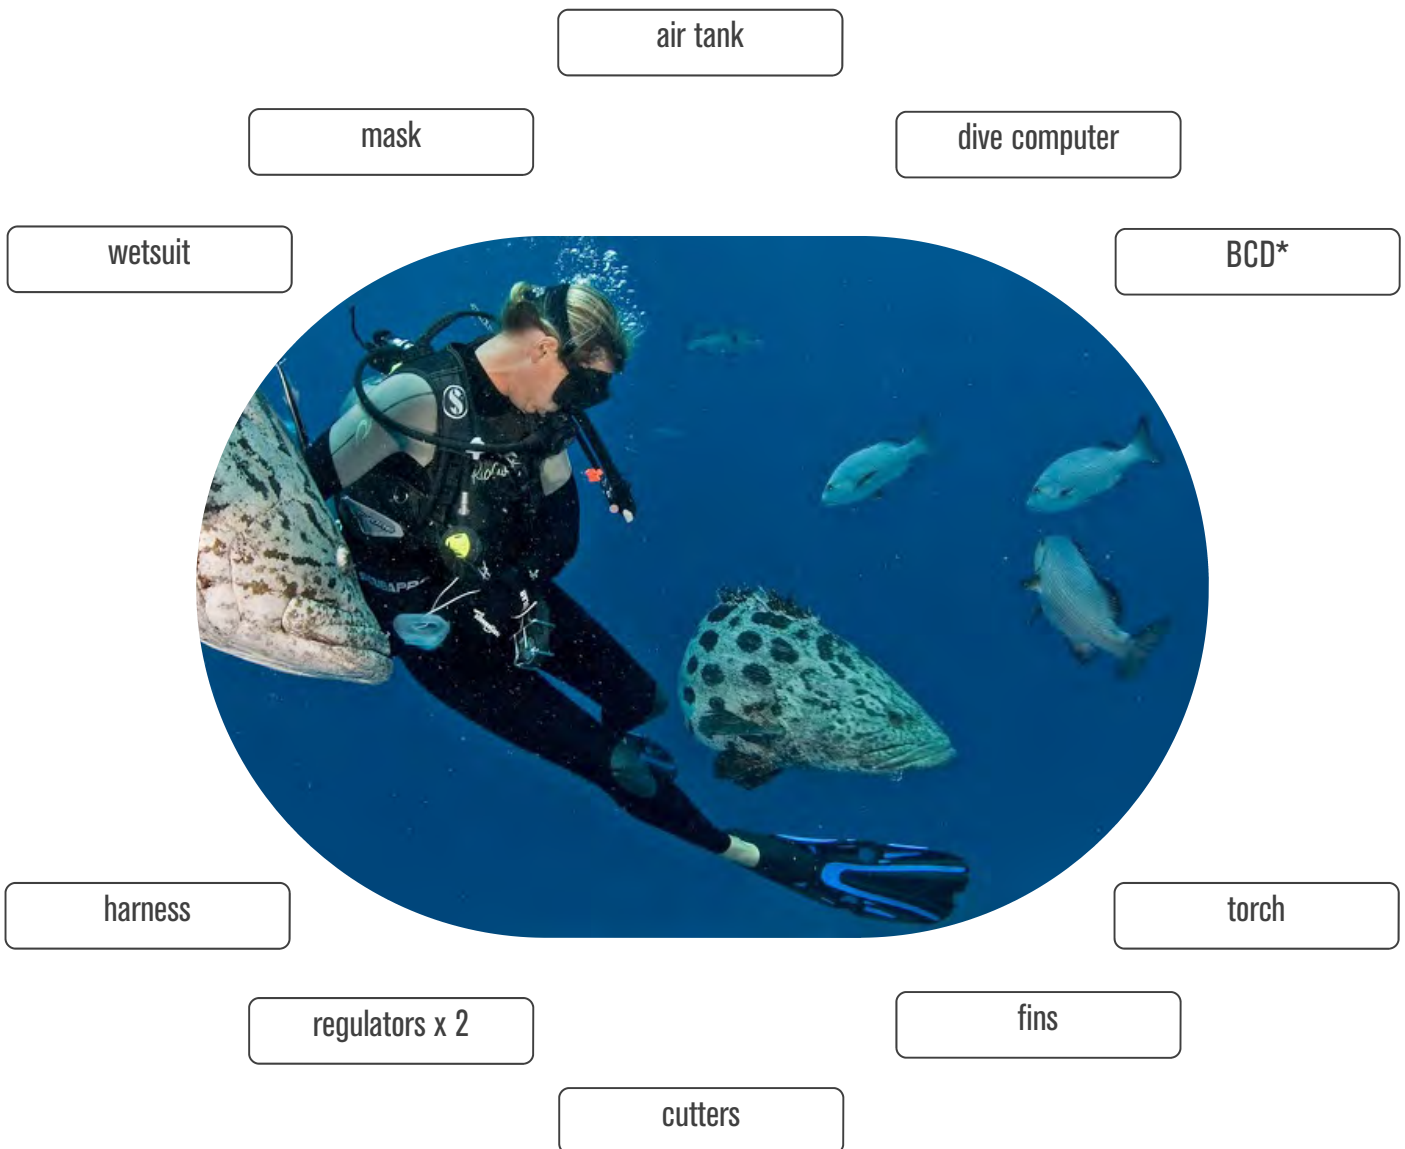 air tank
mask
dive computer
wetsuit
BCD*
harness
torch
regulators x 2
fins
cutters